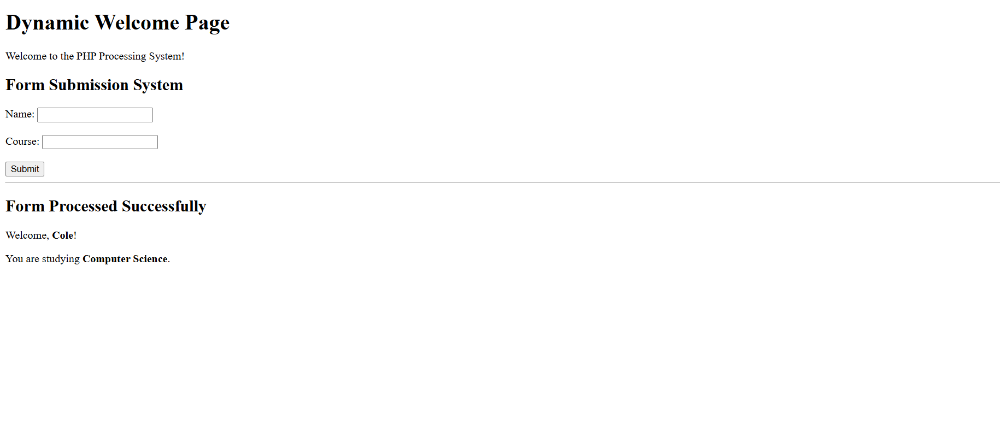 Dynamic Welcome Page
Welcome to the PHP Processing System!
Form Submission System
Name:
Course:
Submit
Form Processed Successfully
Welcome, Cole!
You are studying Computer Science.